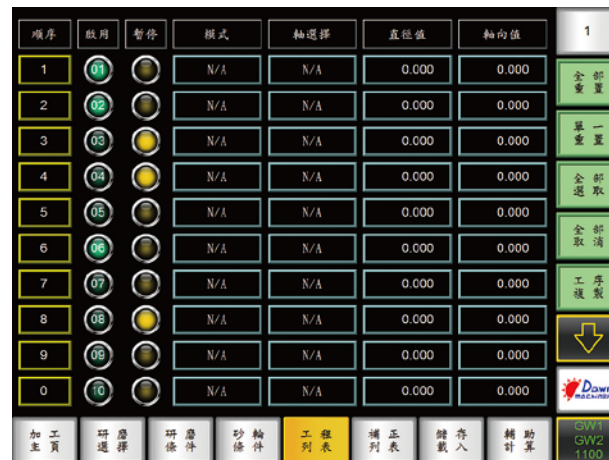 順序 啟用 暫停 模式 軸選擇 直徑值 軸向值 1
1 01 N/A N/A 0.000 0.000
2 02 N/A N/A 0.000 0.000
3 03 N/A N/A 0.000 0.000
4 04 N/A N/A 0.000 0.000
5 05 N/A N/A 0.000 0.000
6 06 N/A N/A 0.000 0.000
7 07 N/A N/A 0.000 0.000
8 08 N/A N/A 0.000 0.000
9 09 N/A N/A 0.000 0.000
0 10 N/A N/A 0.000 0.000
全部
重置
單一
重置
全部
選取
全部
取消
工序
複製
加工
頁
研磨
選擇
研磨
條件
砂輪
條件
工程
列表
補正
列表
儲存
載入
輔助
計算
GW1
GW2
1100